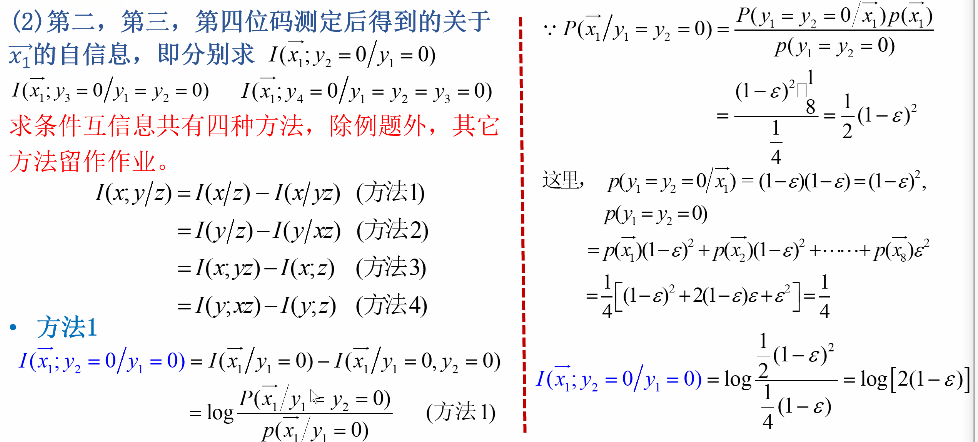 (2)第二，第三，第四位码测定后得到的关于
$\overrightarrow{x_1}$的自信息，即分别求 $I(\overrightarrow{x_1};y_2=0/y_1=0)$
$I(\overrightarrow{x_1};y_3=0/y_1=y_2=0)$ $I(\overrightarrow{x_1};y_4=0/y_1=y_2=y_3=0)$
求条件互信息共有四种方法，除例题外，其它
方法留作作业。
$I(x;y/z)=I(x/z)-I(x/yz)$ (方法1)
$=I(y/z)-I(y/xz)$ (方法2)
$=I(x;yz)-I(x;z)$ (方法3)
$=I(y;xz)-I(y;z)$ (方法4)
• 方法1
$I(\overrightarrow{x_1};y_2=0/y_1=0)=I(\overrightarrow{x_1}/y_1=0)-I(\overrightarrow{x_1}/y_1=0,y_2=0)$
$=\log\frac{P(\overrightarrow{x_1}/y_1=y_2=0)}{p(\overrightarrow{x_1}/y_1=0)}$ (方法1)
$\because P(\overrightarrow{x_1}/y_1=y_2=0)=\frac{P(y_1=y_2=0/\overrightarrow{x_1})p(\overrightarrow{x_1})}{p(y_1=y_2=0)}$
$=\frac{(1-\varepsilon)^2□\frac{1}{8}}{\frac{1}{4}}=\frac{1}{2}(1-\varepsilon)^2$
这里， $p(y_1=y_2=0/\overrightarrow{x_1})=(1-\varepsilon)(1-\varepsilon)=(1-\varepsilon)^2,$
$p(y_1=y_2=0)$
$=p(\overrightarrow{x_1})(1-\varepsilon)^2+p(\overrightarrow{x_2})(1-\varepsilon)^2+\cdots\cdots+p(\overrightarrow{x_8})\varepsilon^2$
$=\frac{1}{4}\left[(1-\varepsilon)^2+2(1-\varepsilon)\varepsilon+\varepsilon^2\right]=\frac{1}{4}$
$I(\overrightarrow{x_1};y_2=0/y_1=0)=\log\frac{\frac{1}{2}(1-\varepsilon)^2}{\frac{1}{4}(1-\varepsilon)}=\log[2(1-\varepsilon)]$